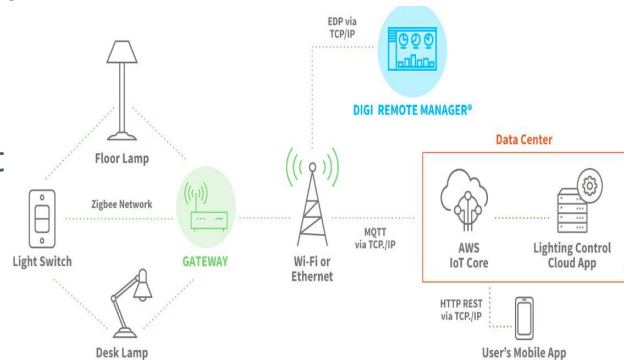 EDP via
TCP/IP
DIGI REMOTE MANAGER®
Floor Lamp
Data Center
t
Zigbee Network
Light Switch
GATEWAY
Wi-Fi or
Ethernet
MQTT
via TCP./IP
AWS
IoT Core
Lighting Control
Cloud App
HTTP REST
via TCP./IP
Desk Lamp
User's Mobile App